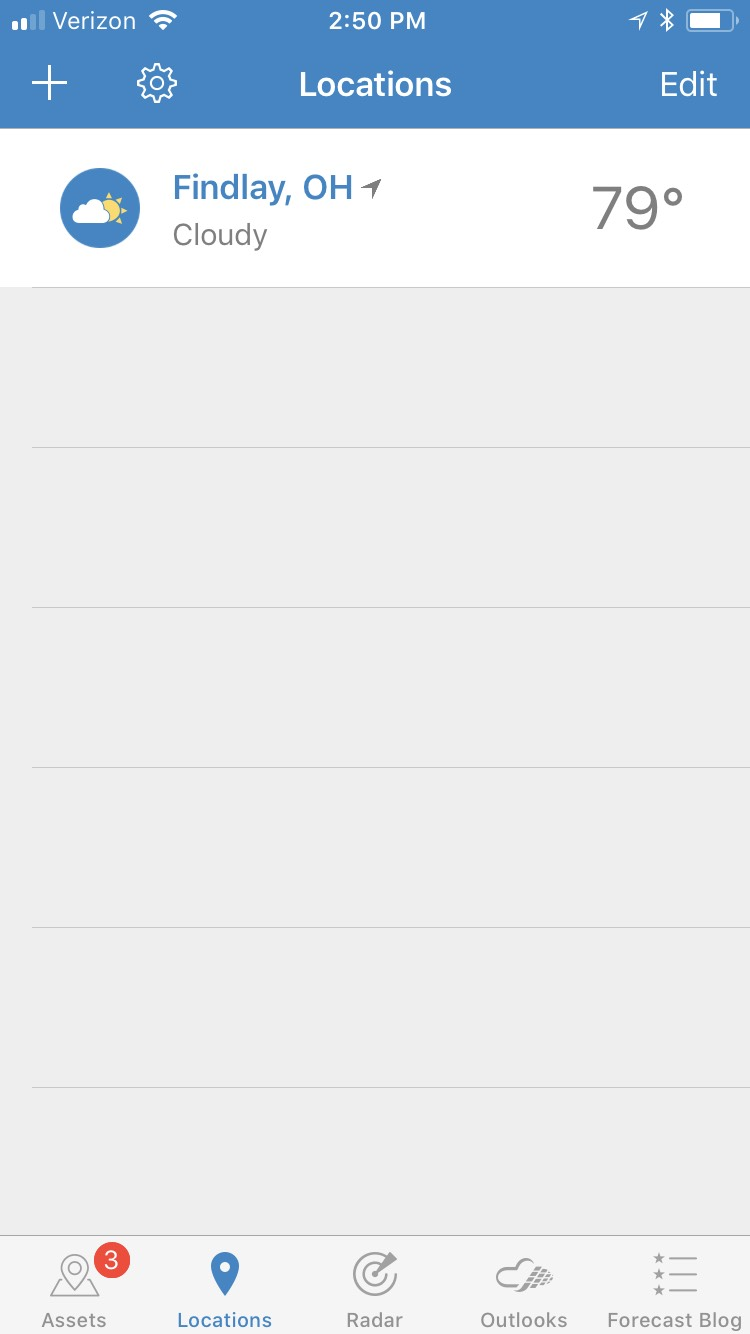 Verizon 2:50 PM
Locations Edit
Findlay, OH
Cloudy
79°
3
Assets Locations Radar Outlooks Forecast Blog